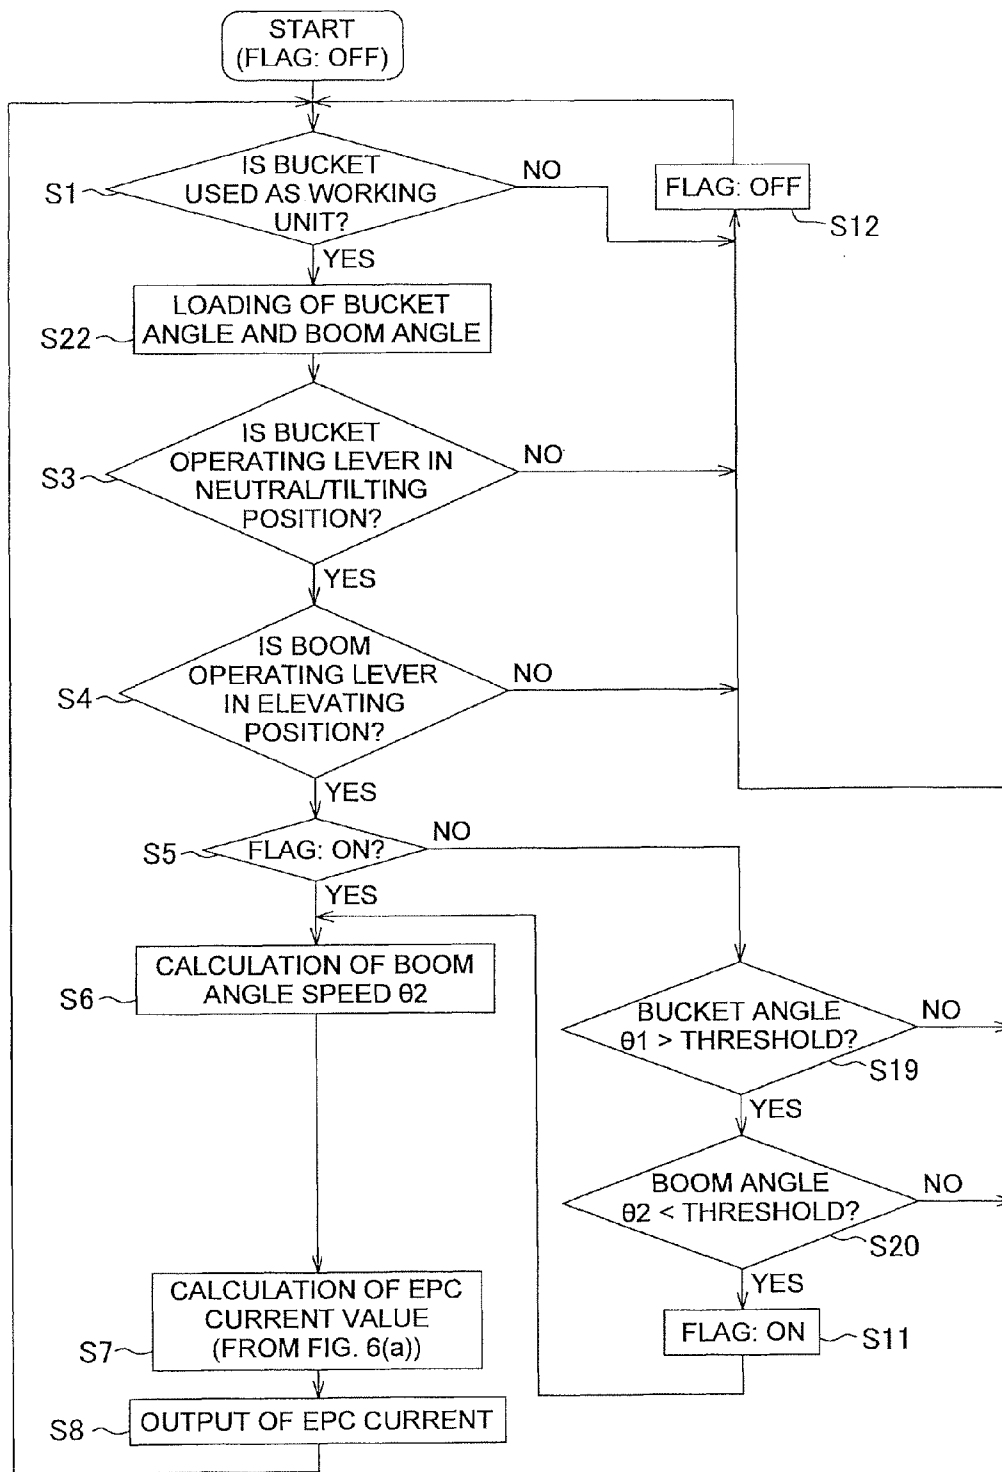 START
(FLAG: OFF)
IS BUCKET
USED AS WORKING
UNIT?
S1
NO
YES
FLAG: OFF
S12
LOADING OF BUCKET
ANGLE AND BOOM ANGLE
S22
IS BUCKET
OPERATING LEVER IN
NEUTRAL/TILTING
POSITION?
S3
NO
YES
IS BOOM
OPERATING LEVER
IN ELEVATING
POSITION?
S4
NO
YES
FLAG: ON?
S5
NO
YES
CALCULATION OF BOOM
ANGLE SPEED θ2
S6
BUCKET ANGLE
θ1 > THRESHOLD?
NO
S19
YES
BOOM ANGLE
θ2 < THRESHOLD?
NO
S20
YES
FLAG: ON
S11
CALCULATION OF EPC
CURRENT VALUE
(FROM FIG. 6(a))
S7
OUTPUT OF EPC CURRENT
S8